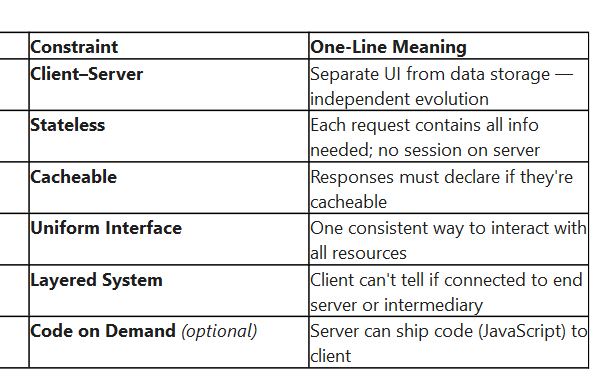 Constraint One-Line Meaning
Client–Server Separate UI from data storage —
independent evolution
Stateless Each request contains all info
needed; no session on server
Cacheable Responses must declare if they're
cacheable
Uniform Interface One consistent way to interact with
all resources
Layered System Client can't tell if connected to end
server or intermediary
Code on Demand (optional) Server can ship code (JavaScript) to
client